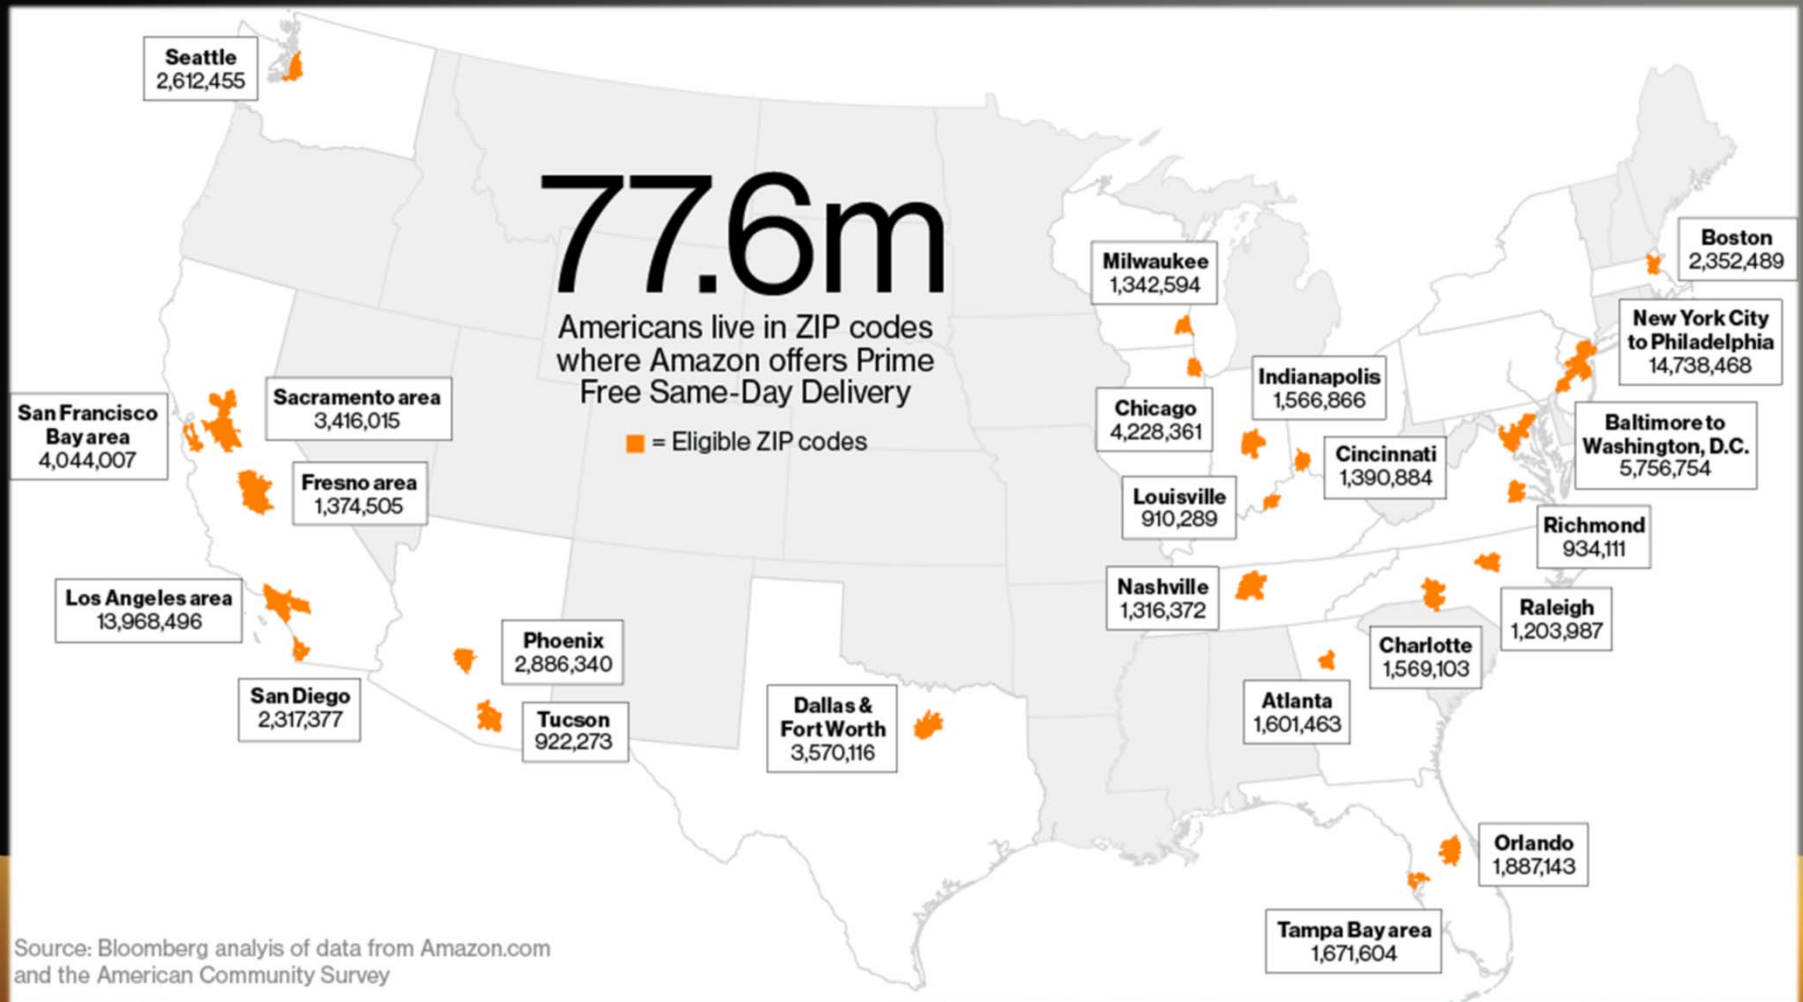 Seattle
2,612,455
77.6m
Americans live in ZIP codes
where Amazon offers Prime
Free Same-Day Delivery
= Eligible ZIP codes
Milwaukee
1,342,594
Boston
2,352,489
New York City
to Philadelphia
14,738,468
Indianapolis
1,566,866
Chicago
4,228,361
Sacramento area
3,416,015
San Francisco
Bay area
4,044,007
Fresno area
1,374,505
Cincinnati
1,390,884
Baltimore to
Washington, D.C.
5,756,754
Louisville
910,289
Richmond
934,111
Los Angeles area
13,968,496
Nashville
1,316,372
Raleigh
1,203,987
Phoenix
2,886,340
Charlotte
1,569,103
San Diego
2,317,377
Tucson
922,273
Dallas &
Fort Worth
3,570,116
Atlanta
1,601,463
Orlando
1,887,143
Tampa Bay area
1,671,604
Source: Bloomberg analyis of data from Amazon.com
and the American Community Survey